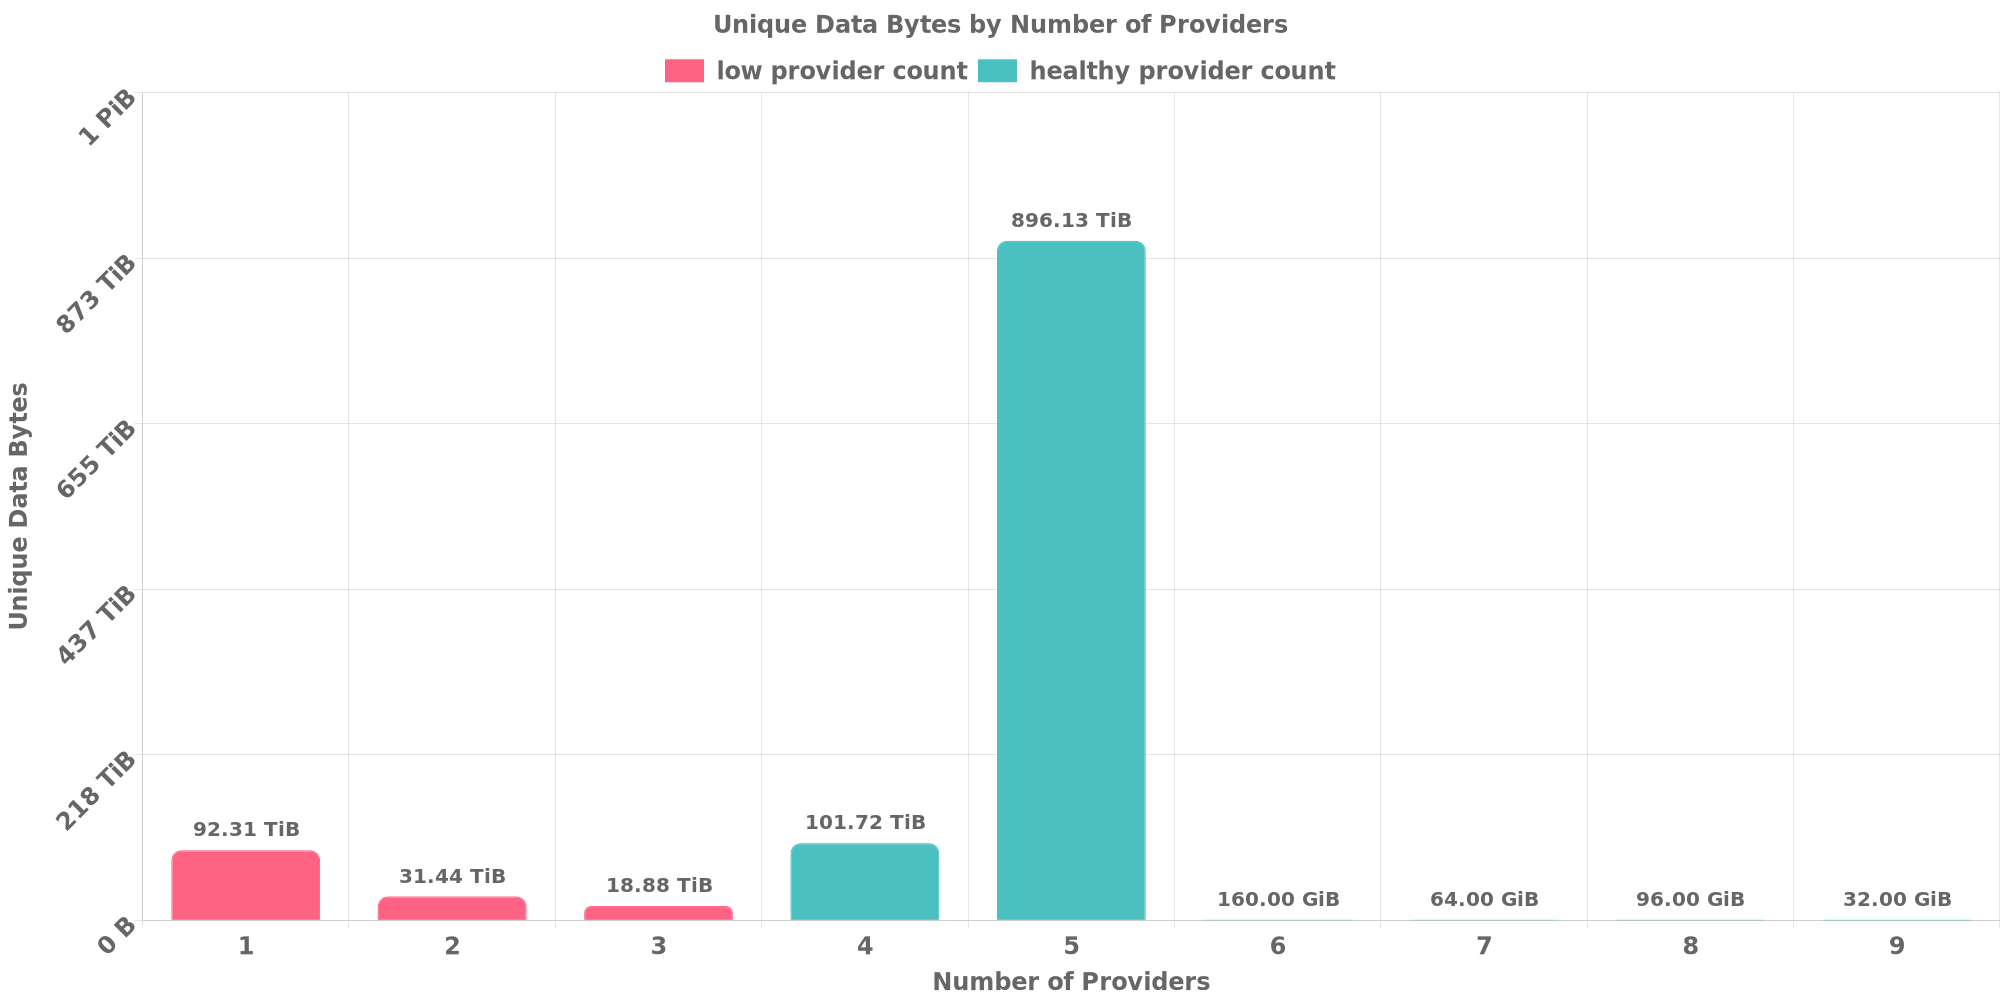 Unique Data Bytes by Number of Providers
low provider count healthy provider count
1 PiB
873 TiB
655 TiB
437 TiB
218 TiB
0 B
Unique Data Bytes
92.31 TiB
31.44 TiB
18.88 TiB
101.72 TiB
896.13 TiB
160.00 GiB
64.00 GiB
96.00 GiB
32.00 GiB
1 2 3 4 5 6 7 8 9
Number of Providers